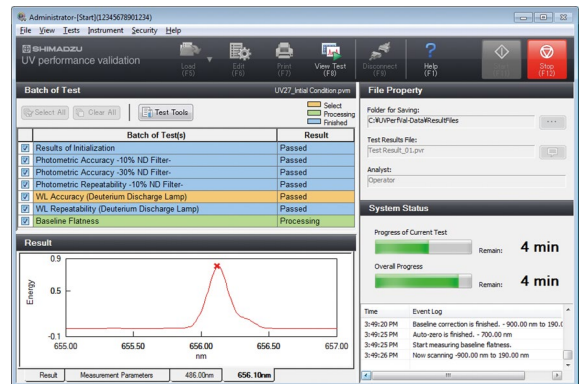 Administrator-[Start](12345678901234)
File View Tests Instrument Security Help
SHIMADZU
UV performance validation
Load (F5)
Edit (F6)
Print (F7)
View Test (F8)
Disconnect (F9)
Help (F1)
Stop (F12)
Batch of Test UV27_Intial Condition.pvm
Select All Clear All Test Tools
Select
Processing
Finished
Batch of Test(s) Result
Results of Initialization Passed
Photometric Accuracy -10% ND Filter- Passed
Photometric Accuracy -30% ND Filter- Passed
Photometric Repeatability -10% ND Filter- Passed
WL Accuracy (Deuterium Discharge Lamp) Passed
WL Repeatability (Deuterium Discharge Lamp) Passed
Baseline Flatness Processing
Result
0.9
0.5
-0.1
Energy
655.00 655.50 656.00 656.50 657.00
nm
Result Measurement Parameters 486.00nm 656.10nm
File Property
Folder for Saving:
C:¥UVPerfVal-Data¥ResultFiles
...
Test Results File:
Test Result_01.pvr
Analyst:
Operator
System Status
Progress of Current Test
Remain: 4 min
Overall Progress
Remain: 4 min
Time Event Log
3:49:20 PM Baseline correction is finished. - 900.00 nm to 190.0
3:49:25 PM Auto-zero is finished. - 700.00 nm
3:49:25 PM Start measuring baseline flatness.
3:49:26 PM Now scanning -900.00 nm to 190.00 nm